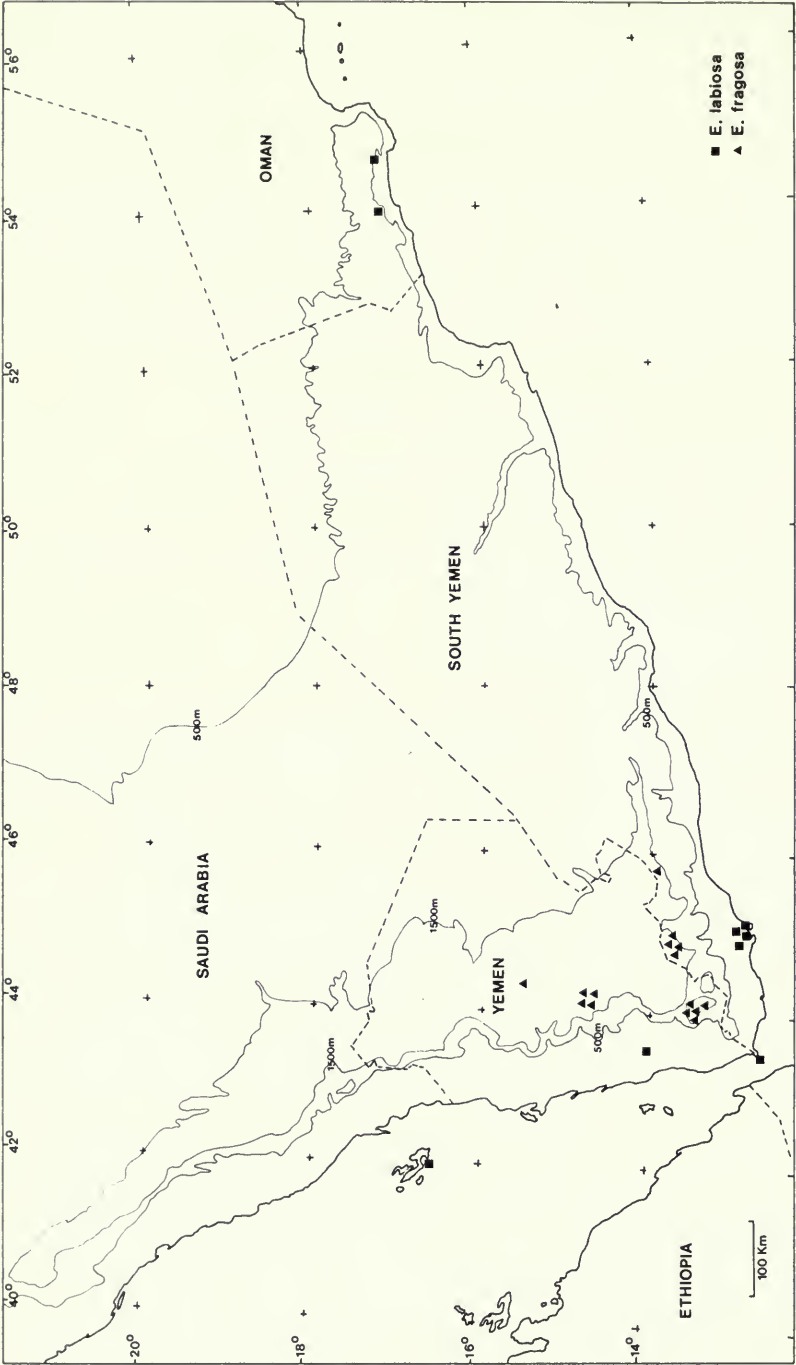 40° 42° 44° 46° 48° 50° 52° 54° 56°
20°
500m
SAUDI ARABIA
OMAN
18°
1500m
1500m
SOUTH YEMEN
16°
YEMEN
500m
14°
500m
ETHIOPIA
■ E. labiosa
▲ E. fragosa
100 Km